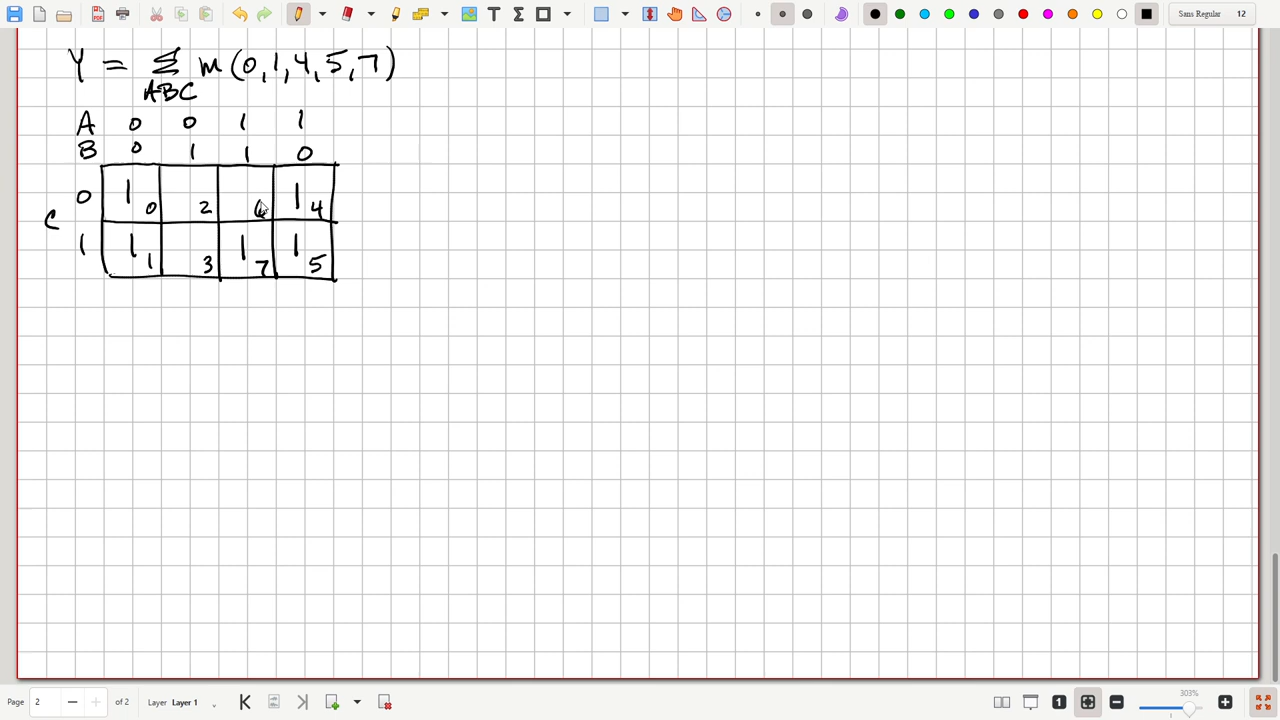 Sans Regular 12
Y = Σ m(0,1,4,5,7)
ABC
A 0 0 1 1
B 0 1 1 0
0 1 0 2 6 1 4
C
1 1 1 3 1 7 1 5
Page 2 of 2 Layer Layer 1 1 303%